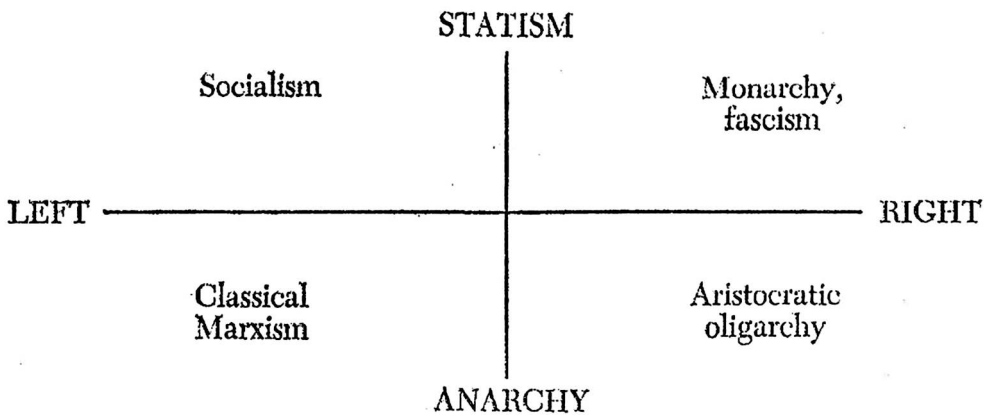 STATISM
Socialism
Monarchy,
fascism
LEFT
RIGHT
Classical
Marxism
Aristocratic
oligarchy
ANARCHY